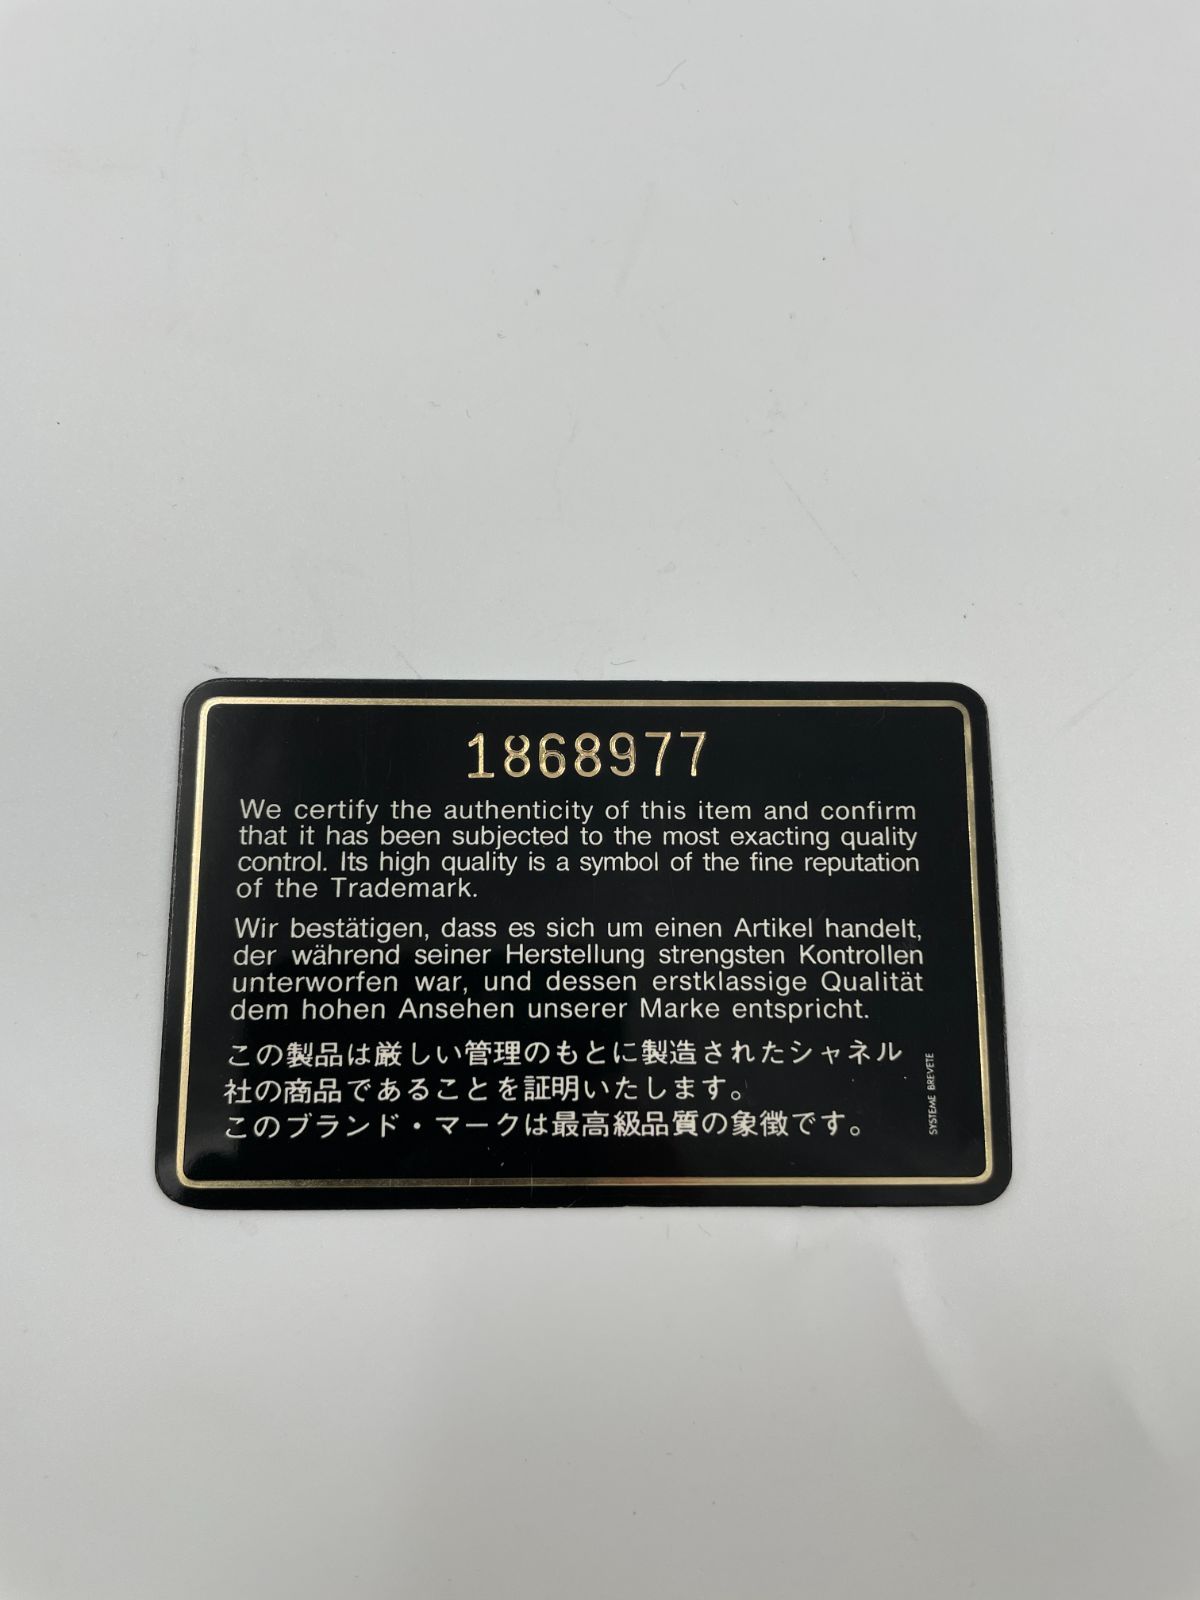 1868977
We certify the authenticity of this item and confirm
that it has been subjected to the most exacting quality
control. Its high quality is a symbol of the fine reputation
of the Trademark.
Wir bestätigen, dass es sich um einen Artikel handelt,
der während seiner Herstellung strengsten Kontrollen
unterworfen war, und dessen erstklassige Qualität
dem hohen Ansehen unserer Marke entspricht.
この製品は厳しい管理のもとに製造されたシャネル
社の商品であることを証明いたします。
このブランド・マークは最高級品質の象徴です。
SYSTEME BREVETE